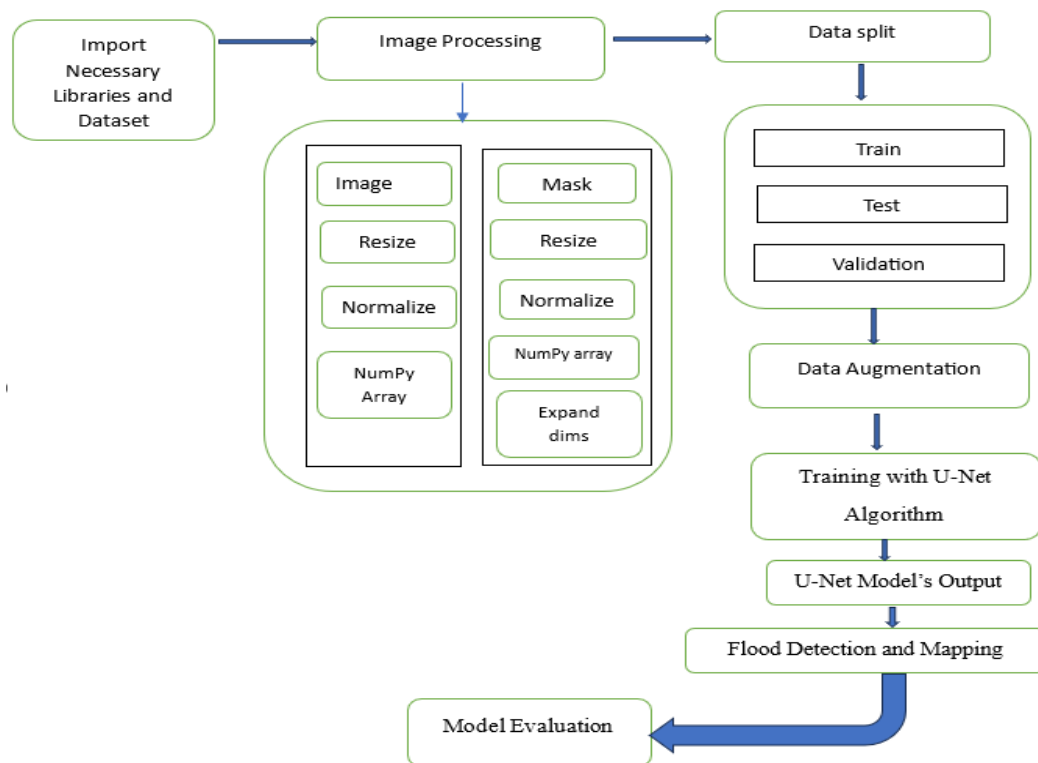 Import
Necessary
Libraries and
Dataset
Image Processing
Data split
Image
Resize
Normalize
NumPy
Array
Mask
Resize
Normalize
NumPy array
Expand
dims
Train
Test
Validation
Data Augmentation
Training with U-Net
Algorithm
U-Net Model’s Output
Flood Detection and Mapping
Model Evaluation